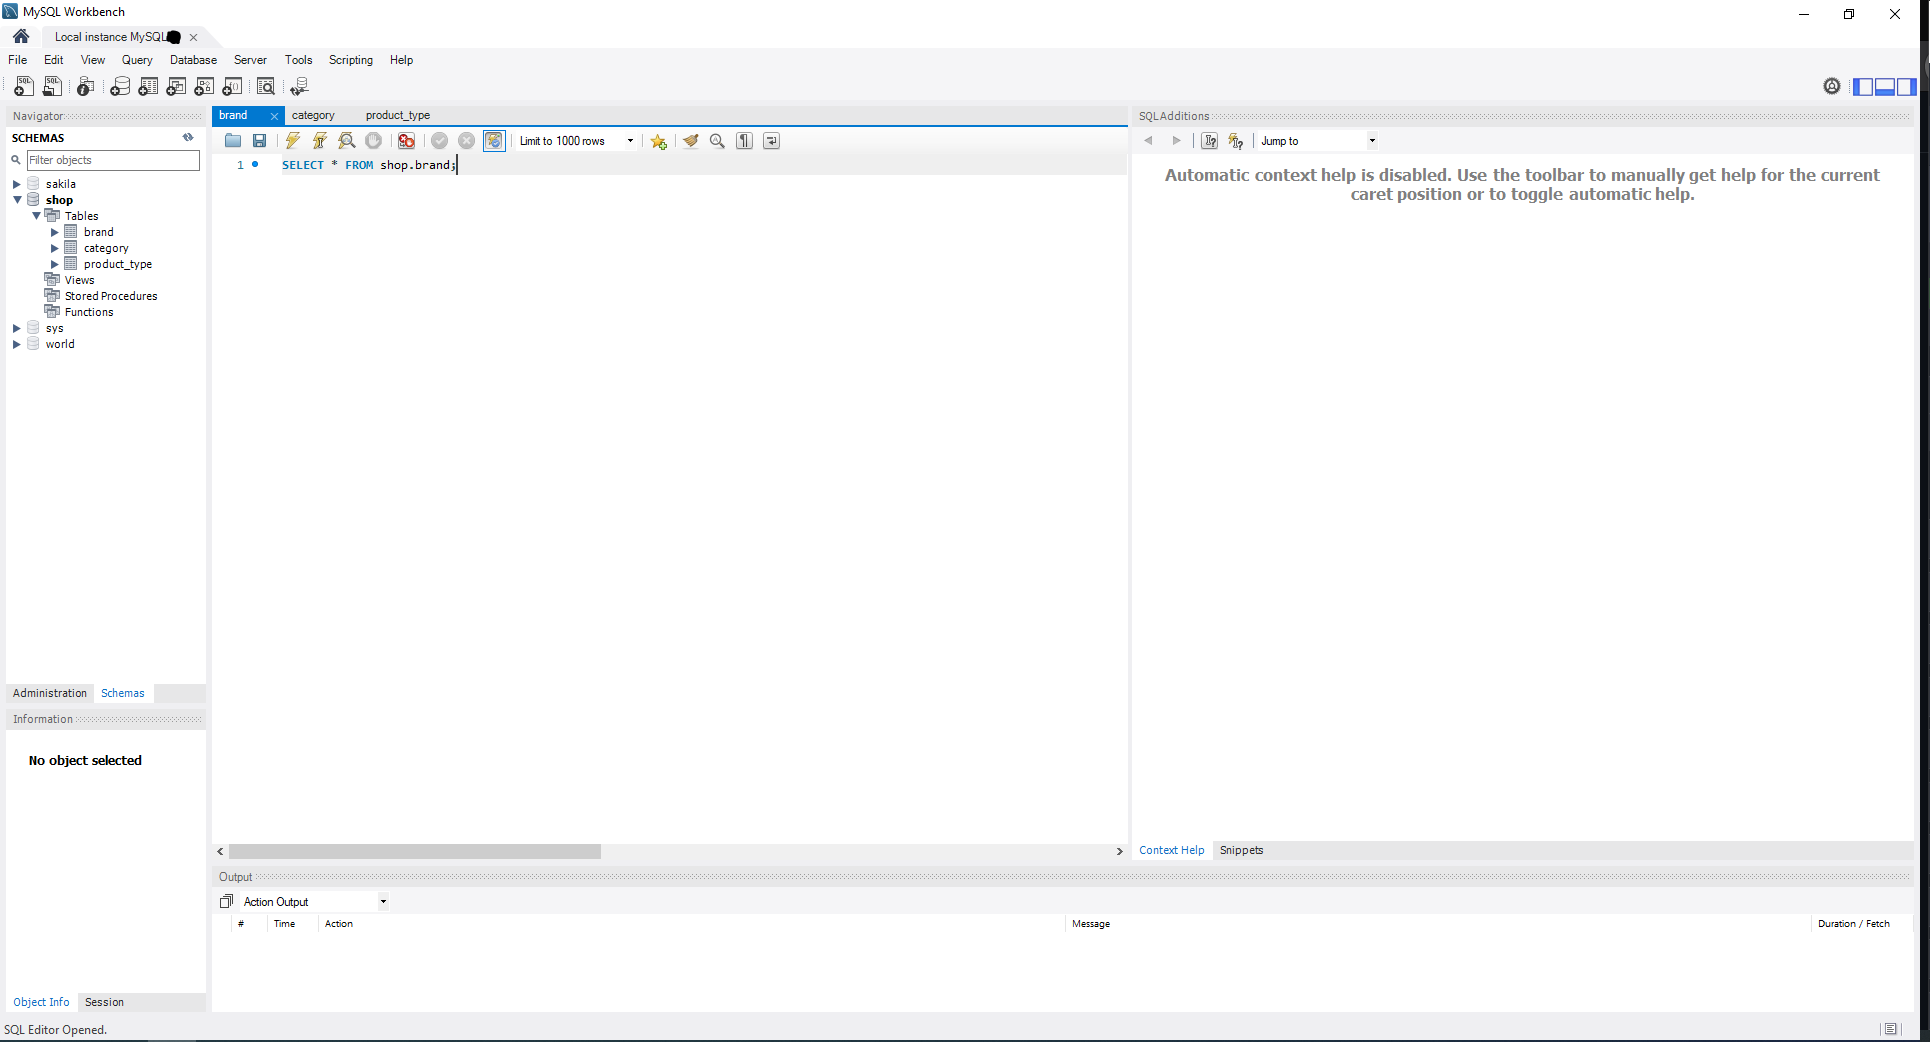 MySQL Workbench
Local instance MySQL
File Edit View Query Database Server Tools Scripting Help
Navigator
SCHEMAS
Filter objects
sakila
shop
Tables
brand
category
product_type
Views
Stored Procedures
Functions
sys
world
Administration Schemas
Information
No object selected
Object Info Session
brand category product_type
Limit to 1000 rows
1 SELECT * FROM shop.brand;
SQLAdditions
Jump to
Automatic context help is disabled. Use the toolbar to manually get help for the current
caret position or to toggle automatic help.
Context Help Snippets
Output
Action Output
# Time Action Message Duration / Fetch
SQL Editor Opened.